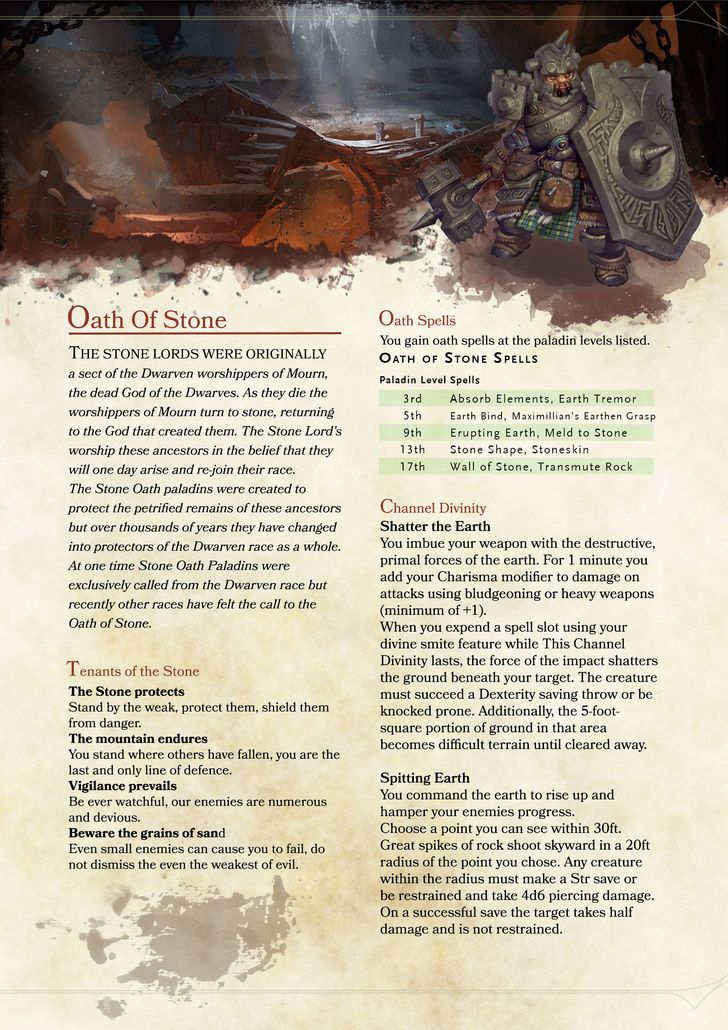 Oath Of Stone
THE STONE LORDS WERE ORIGINALLY
a sect of the Dwarven worshippers of Mourn,
the dead God of the Dwarves. As they die the
worshippers of Mourn turn to stone, returning
to the God that created them. The Stone Lord's
worship these ancestors in the belief that they
will one day arise and re-join their race.
The Stone Oath paladins were created to
protect the petrified remains of these ancestors
but over thousands of years they have changed
into protectors of the Dwarven race as a whole.
At one time Stone Oath Paladins were
exclusively called from the Dwarven race but
recently other races have felt the call to the
Oath of Stone.
Tenants of the Stone
The Stone protects
Stand by the weak, protect them, shield them
from danger.
The mountain endures
You stand where others have fallen, you are the
last and only line of defence.
Vigilance prevails
Be ever watchful, our enemies are numerous
and devious.
Beware the grains of sand
Even small enemies can cause you to fail, do
not dismiss the even the weakest of evil.
Oath Spells
You gain oath spells at the paladin levels listed.
OATH OF STONE SPELLS
Paladin Level Spells
3rd Absorb Elements, Earth Tremor
5th Earth Bind, Maximillian's Earthen Grasp
9th Erupting Earth, Meld to Stone
13th Stone Shape, Stoneskin
17th Wall of Stone, Transmute Rock
Channel Divinity
Shatter the Earth
You imbue your weapon with the destructive,
primal forces of the earth. For 1 minute you
add your Charisma modifier to damage on
attacks using bludgeoning or heavy weapons
(minimum of +1).
When you expend a spell slot using your
divine smite feature while This Channel
Divinity lasts, the force of the impact shatters
the ground beneath your target. The creature
must succeed a Dexterity saving throw or be
knocked prone. Additionally, the 5-foot-
square portion of ground in that area
becomes difficult terrain until cleared away.
Spitting Earth
You command the earth to rise up and
hamper your enemies progress.
Choose a point you can see within 30ft.
Great spikes of rock shoot skyward in a 20ft
radius of the point you chose. Any creature
within the radius must make a Str save or
be restrained and take 4d6 piercing damage.
On a successful save the target takes half
damage and is not restrained.